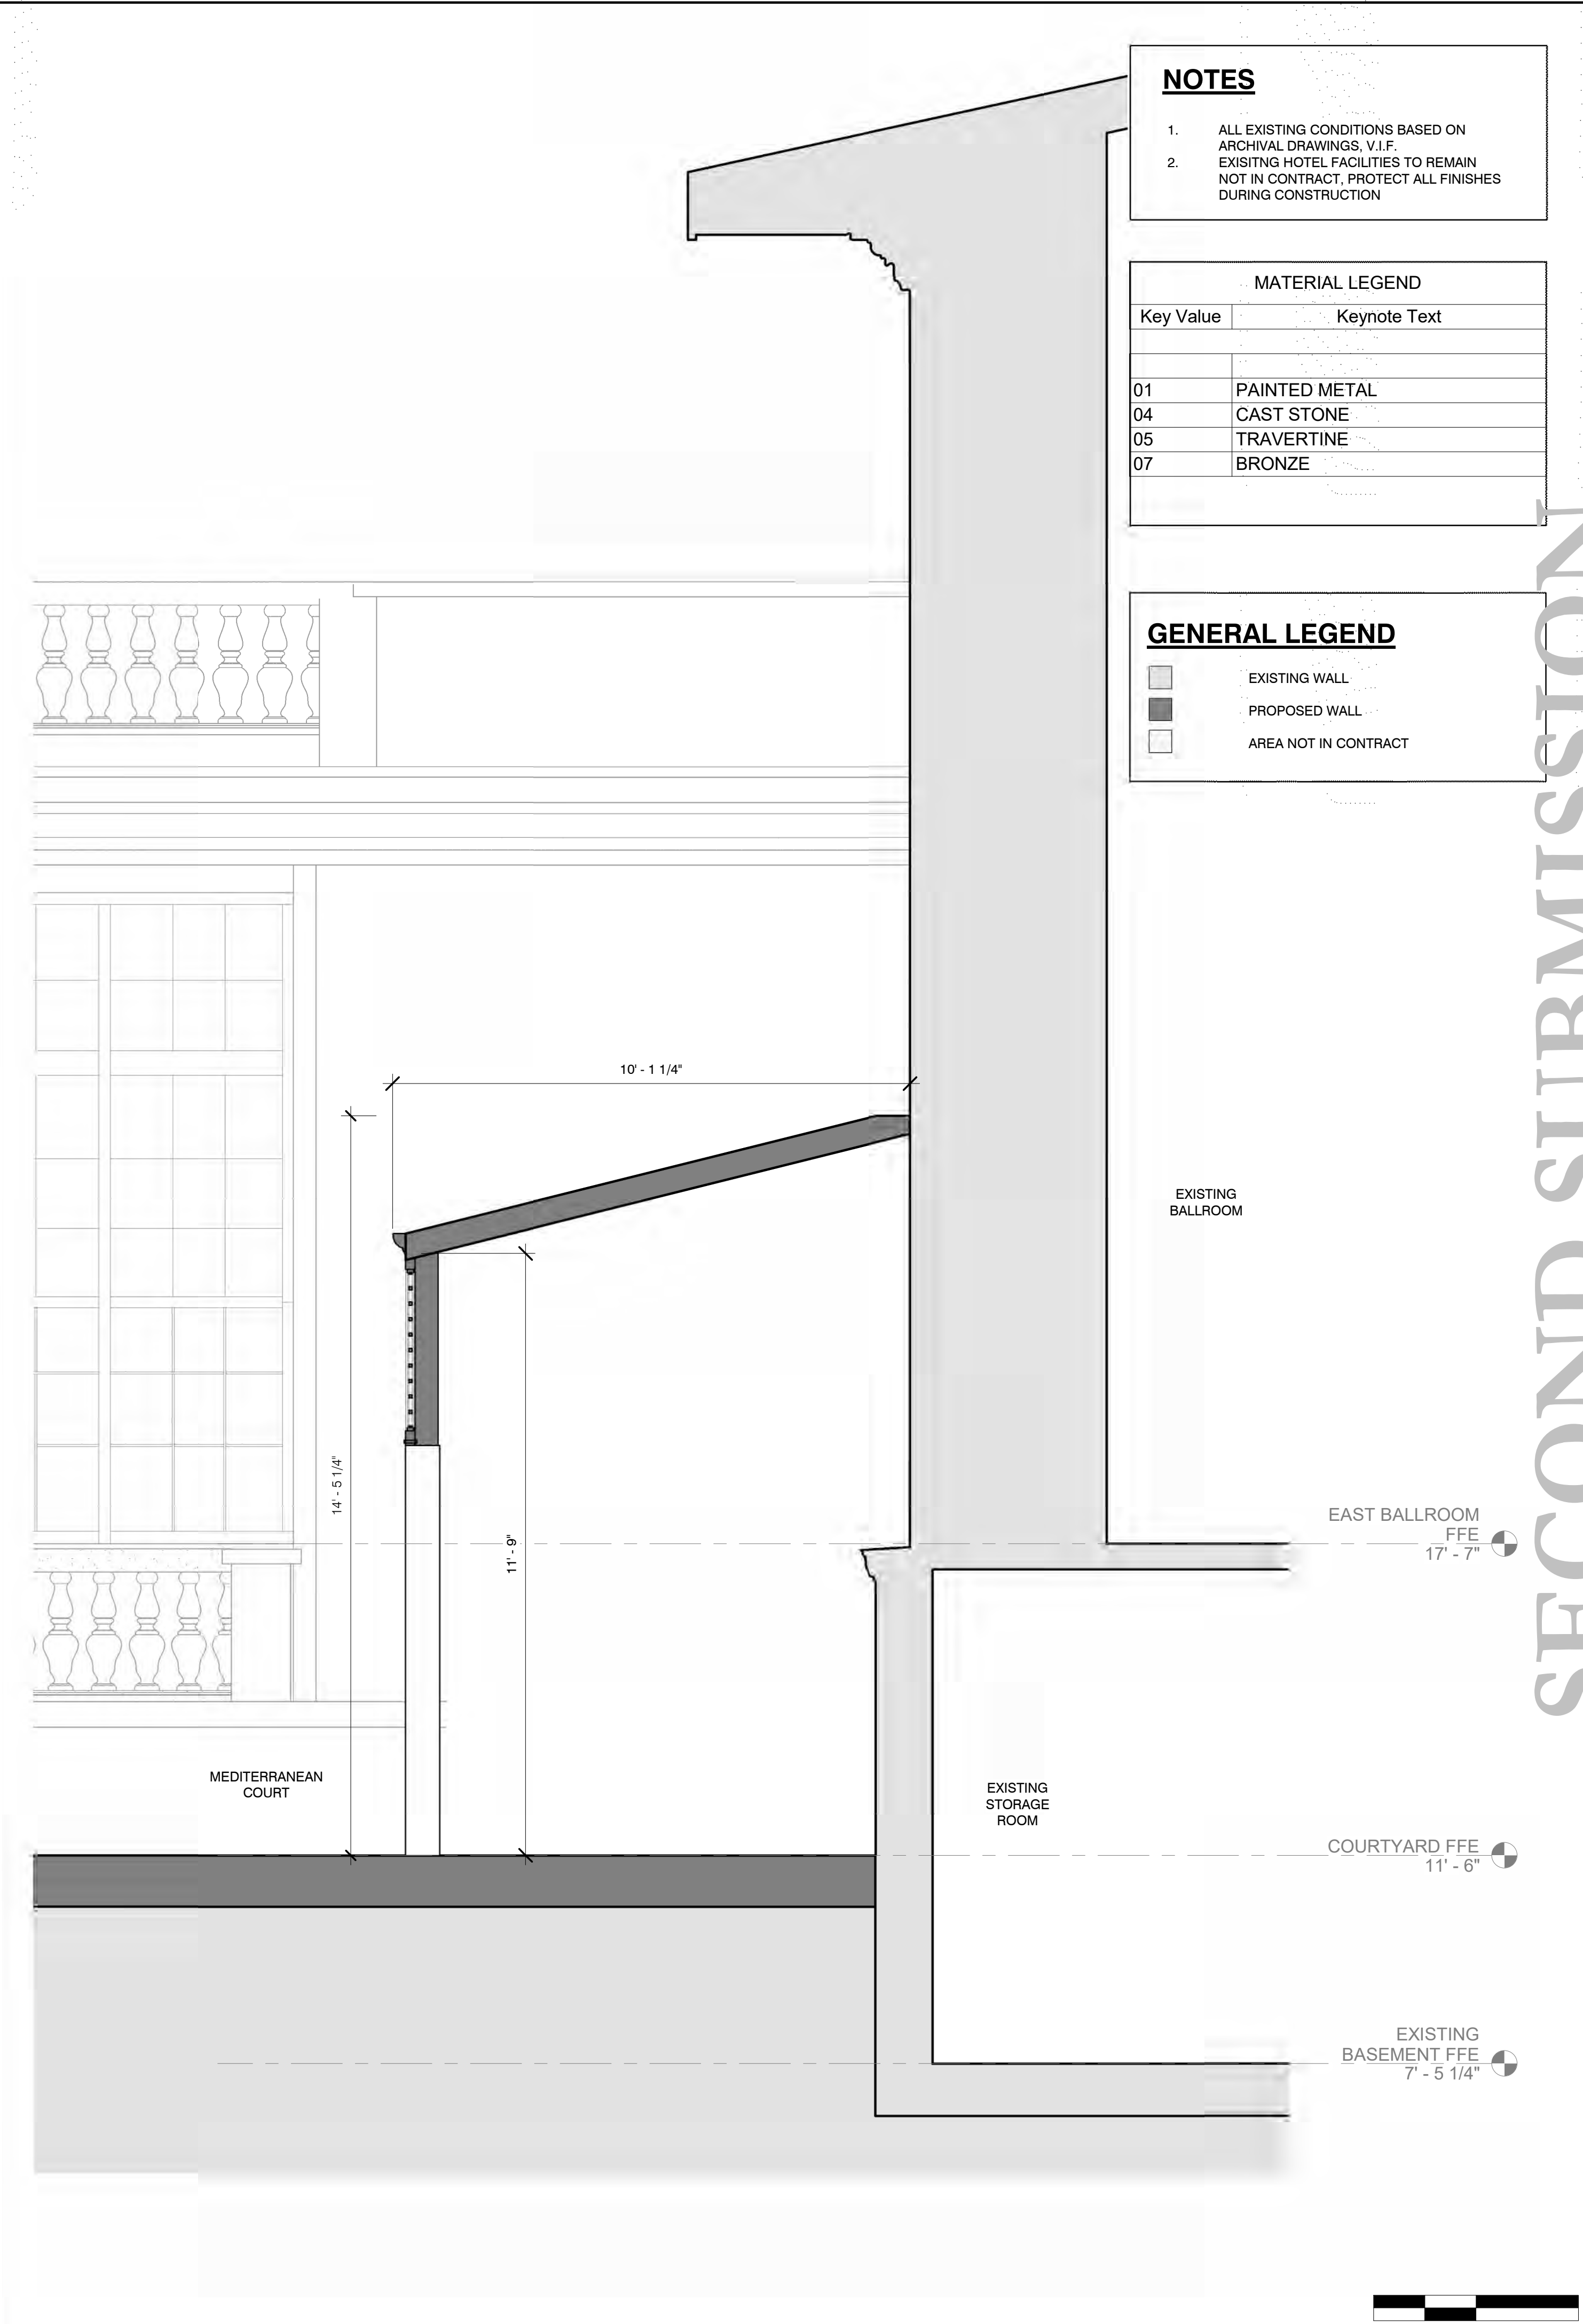 NOTES
1. ALL EXISTING CONDITIONS BASED ON
ARCHIVAL DRAWINGS, V.I.F.
2. EXISITNG HOTEL FACILITIES TO REMAIN
NOT IN CONTRACT, PROTECT ALL FINISHES
DURING CONSTRUCTION
MATERIAL LEGEND
Key Value Keynote Text
01 PAINTED METAL
04 CAST STONE
05 TRAVERTINE
07 BRONZE
GENERAL LEGEND
EXISTING WALL
PROPOSED WALL
AREA NOT IN CONTRACT
SECOND SUBMISSION
10' - 1 1/4"
14' - 5 1/4"
11' - 9"
EXISTING
BALLROOM
EAST BALLROOM
FFE
17' - 7"
MEDITERRANEAN
COURT
EXISTING
STORAGE
ROOM
COURTYARD FFE
11' - 6"
EXISTING
BASEMENT FFE
7' - 5 1/4"